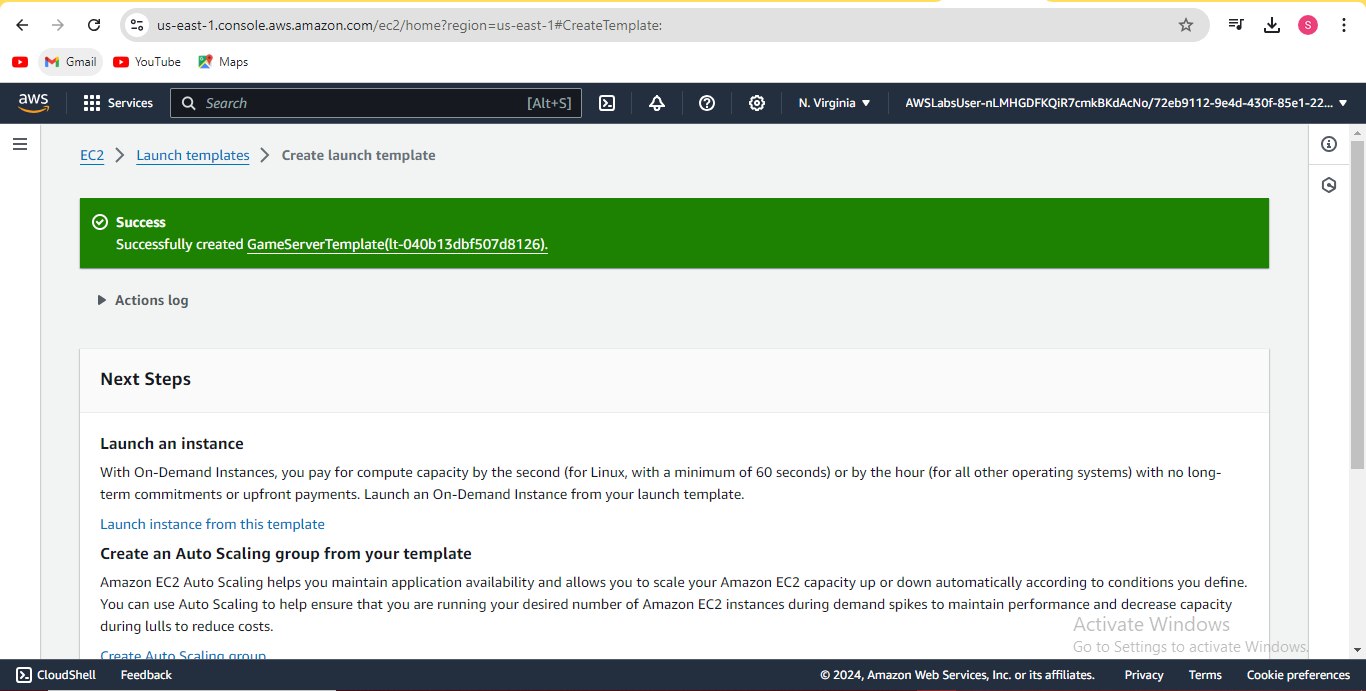 us-east-1.console.aws.amazon.com/ec2/home?region=us-east-1#CreateTemplate:
S
Gmail
YouTube
Maps
aws
Services
Search
[Alt+S]
N. Virginia
AWSLabsUser-nLMHGDFKQiR7cmkBKdAcNo/72eb9112-9e4d-430f-85e1-22...
EC2
Launch templates
Create launch template
Success
Successfully created GameServerTemplate(lt-040b13dbf507d8126).
Actions log
Next Steps
Launch an instance
With On-Demand Instances, you pay for compute capacity by the second (for Linux, with a minimum of 60 seconds) or by the hour (for all other operating systems) with no long-
term commitments or upfront payments. Launch an On-Demand Instance from your launch template.
Launch instance from this template
Create an Auto Scaling group from your template
Amazon EC2 Auto Scaling helps you maintain application availability and allows you to scale your Amazon EC2 capacity up or down automatically according to conditions you define.
You can use Auto Scaling to help ensure that you are running your desired number of Amazon EC2 instances during demand spikes to maintain performance and decrease capacity
during lulls to reduce costs.
Create Auto Scaling group
Activate Windows
Go to Settings to activate Windows.
CloudShell
Feedback
© 2024, Amazon Web Services, Inc. or its affiliates.
Privacy
Terms
Cookie preferences